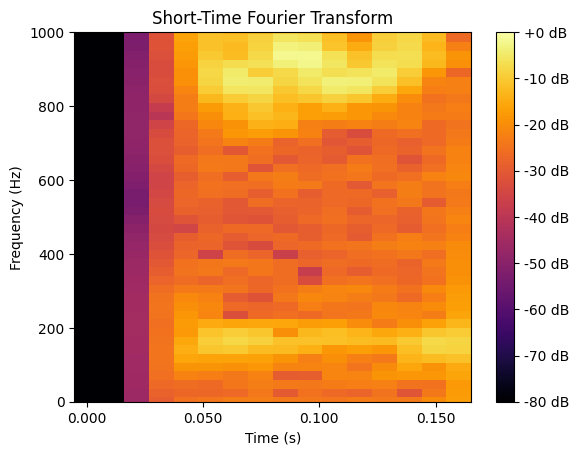 Short-Time Fourier Transform
Frequency (Hz)
1000
800
600
400
200
0
0.000
0.050
0.100
0.150
Time (s)
+0 dB
-10 dB
-20 dB
-30 dB
-40 dB
-50 dB
-60 dB
-70 dB
-80 dB